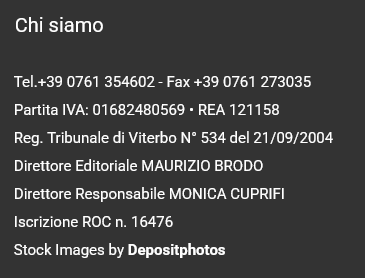 Chi siamo
Tel.+39 0761 354602 - Fax +39 0761 273035
Partita IVA: 01682480569 • REA 121158
Reg. Tribunale di Viterbo N° 534 del 21/09/2004
Direttore Editoriale MAURIZIO BRODO
Direttore Responsabile MONICA CUPRIFI
Iscrizione ROC n. 16476
Stock Images by Depositphotos